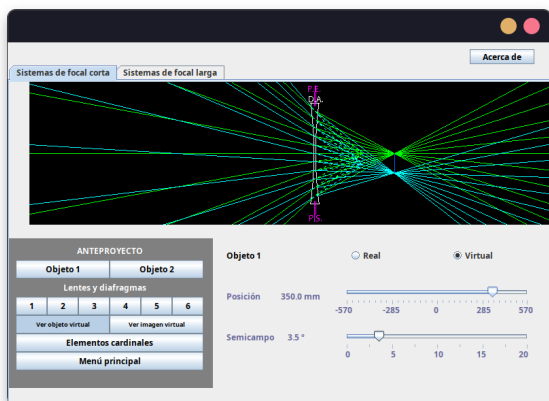 Acerca de
Sistemas de focal corta Sistemas de focal larga
P.E.
D.A.
P.S.
ANTEPROYECTO
Objeto 1 Objeto 2
Lentes y diafragmas
1 2 3 4 5 6
Ver objeto virtual Ver imagen virtual
Elementos cardinales
Menú principal
Objeto 1 Real Virtual
Posición 350.0 mm
-570 -285 0 285 570
Semicampo 3.5 °
0 5 10 15 20